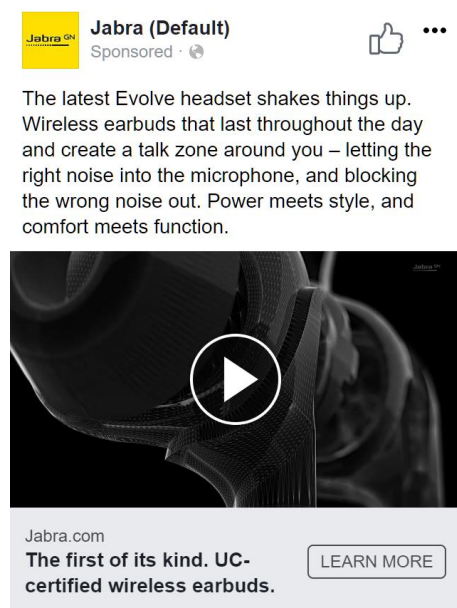 Jabra GN
Jabra (Default)
Sponsored ·
The latest Evolve headset shakes things up.
Wireless earbuds that last throughout the day
and create a talk zone around you – letting the
right noise into the microphone, and blocking
the wrong noise out. Power meets style, and
comfort meets function.
Jabra GN
Jabra.com
The first of its kind. UC-
certified wireless earbuds.
LEARN MORE